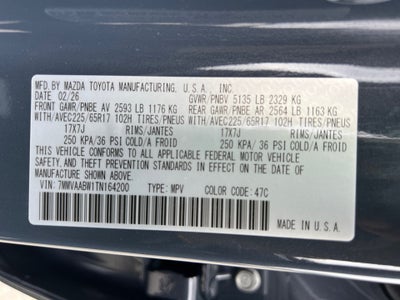 MFD. BY MAZDA TOYOTA MANUFACTURING, U.S.A., INC.
02/26 GVWR/PNBV 5135 LB 2329 KG
FRONT GAWR/PNBE AV 2593 LB 1176 KG REAR GAWR/PNBE AR 2564 LB 1163 KG
WITH/AVEC225/65R17 102H TIRES/PNEUS WITH/AVEC225/65R17 102H TIRES/PNEUS
17X7J RIMS/JANTES 17X7J RIMS/JANTES
250 KPA/ 36 PSI COLD/A FROID 250 KPA/ 36 PSI COLD/A FROID
THIS VEHICLE CONFORMS TO ALL APPLICABLE FEDERAL MOTOR VEHICLE
SAFETY, BUMPER, AND THEFT PREVENTION STANDARDS IN EFFECT ON THE
DATE OF MANUFACTURE SHOWN ABOVE.
VIN: 7MMVAABW1TN164200 TYPE: MPV COLOR CODE: 47C
MADE IN U.S.A.